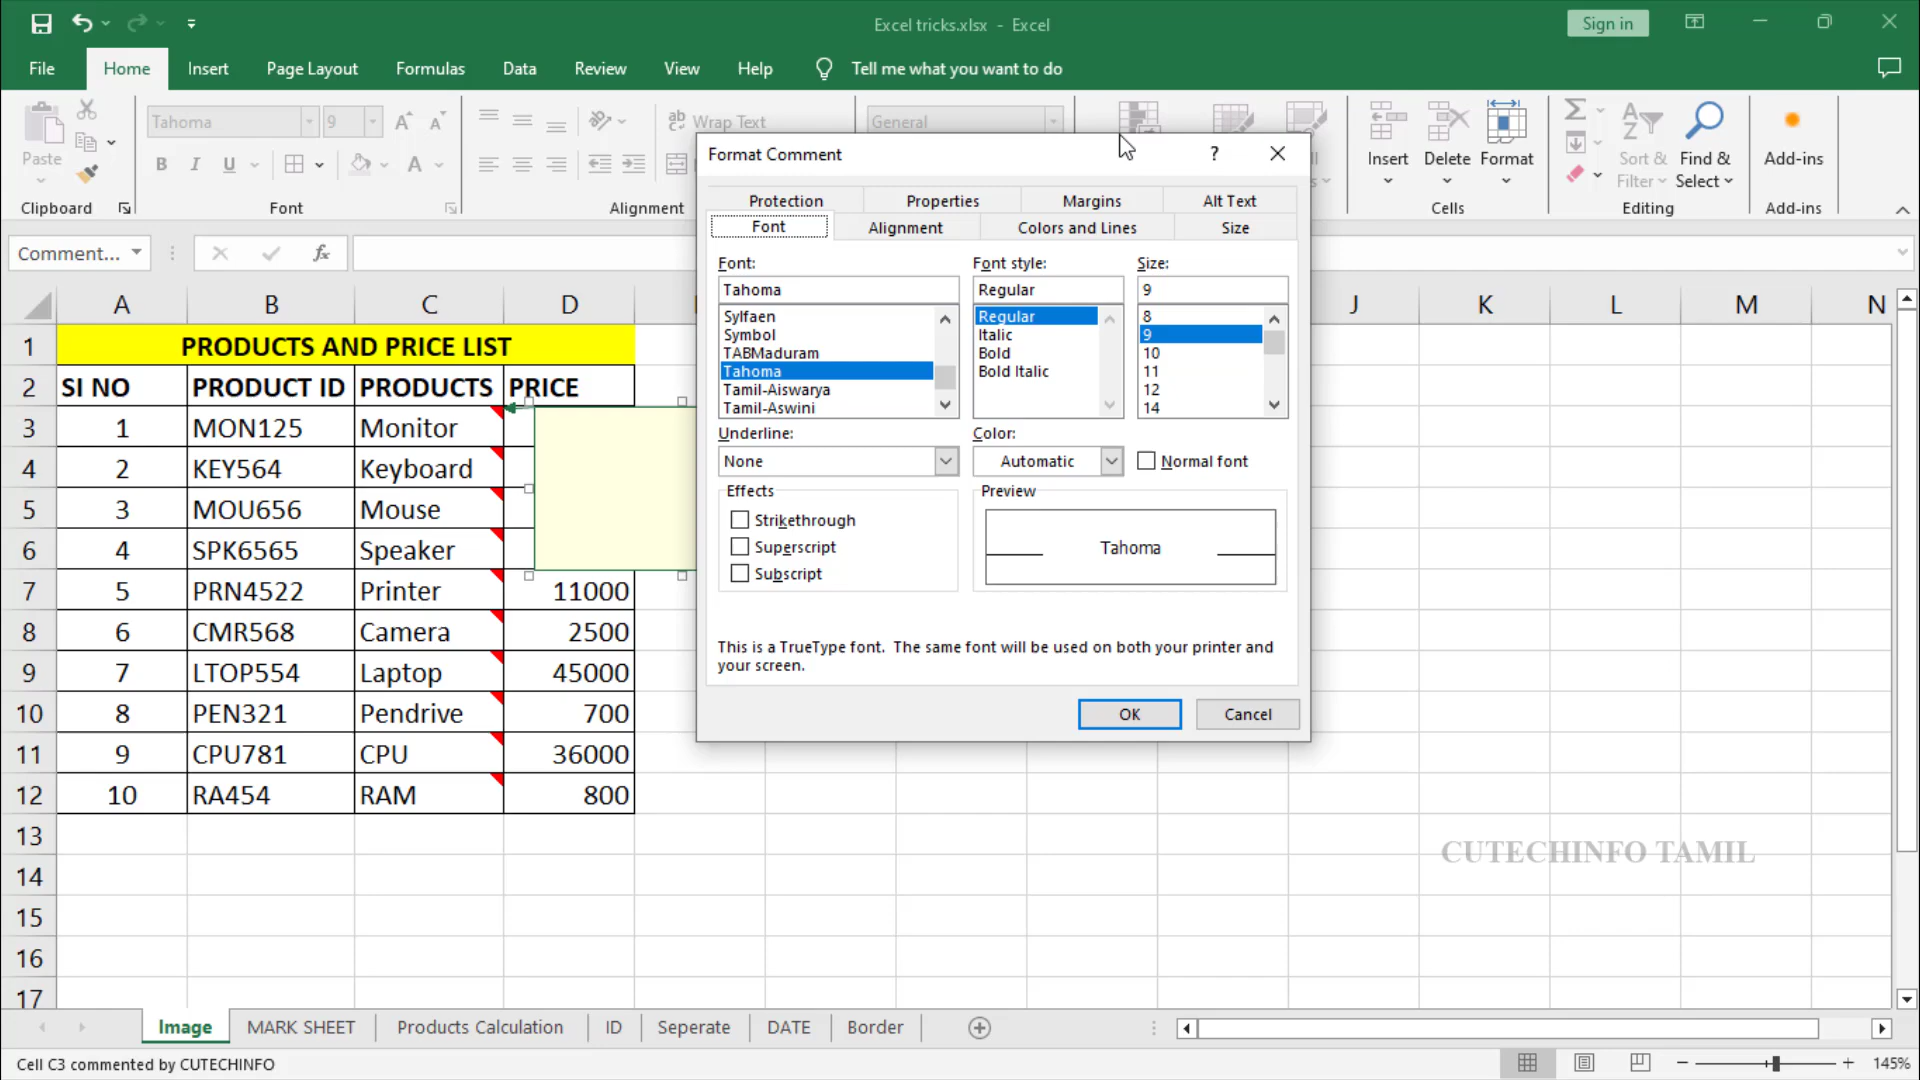 Excel tricks.xlsx - Excel
Sign in
File Home Insert Page Layout Formulas Data Review View Help Tell me what you want to do
Tahoma 9
Wrap Text
General
Paste
B I U
A
Insert Delete Format
Sort & Filter
Find & Select
Add-ins
Clipboard Font Alignment Cells Editing Add-ins
Comment...
fx
A B C D J K L M N
1 PRODUCTS AND PRICE LIST
2 SI NO PRODUCT ID PRODUCTS PRICE
3 1 MON125 Monitor
4 2 KEY564 Keyboard
5 3 MOU656 Mouse
6 4 SPK6565 Speaker
7 5 PRN4522 Printer 11000
8 6 CMR568 Camera 2500
9 7 LTOP554 Laptop 45000
10 8 PEN321 Pendrive 700
11 9 CPU781 CPU 36000
12 10 RA454 RAM 800
13
14
15
16
17
Format Comment
?
Protection Properties Margins Alt Text
Font Alignment Colors and Lines Size
Font: Font style: Size:
Tahoma Regular 9
Sylfaen Regular 8
Symbol Italic 9
TABMaduram Bold 10
Tahoma Bold Italic 11
Tamil-Aiswarya 12
Tamil-Aswini 14
Underline: Color:
None Automatic Normal font
Effects Preview
Strikethrough
Superscript
Subscript
Tahoma
This is a TrueType font. The same font will be used on both your printer and
your screen.
OK Cancel
CUTECHINFO TAMIL
Image MARK SHEET Products Calculation ID Seperate DATE Border
Cell C3 commented by CUTECHINFO
145%